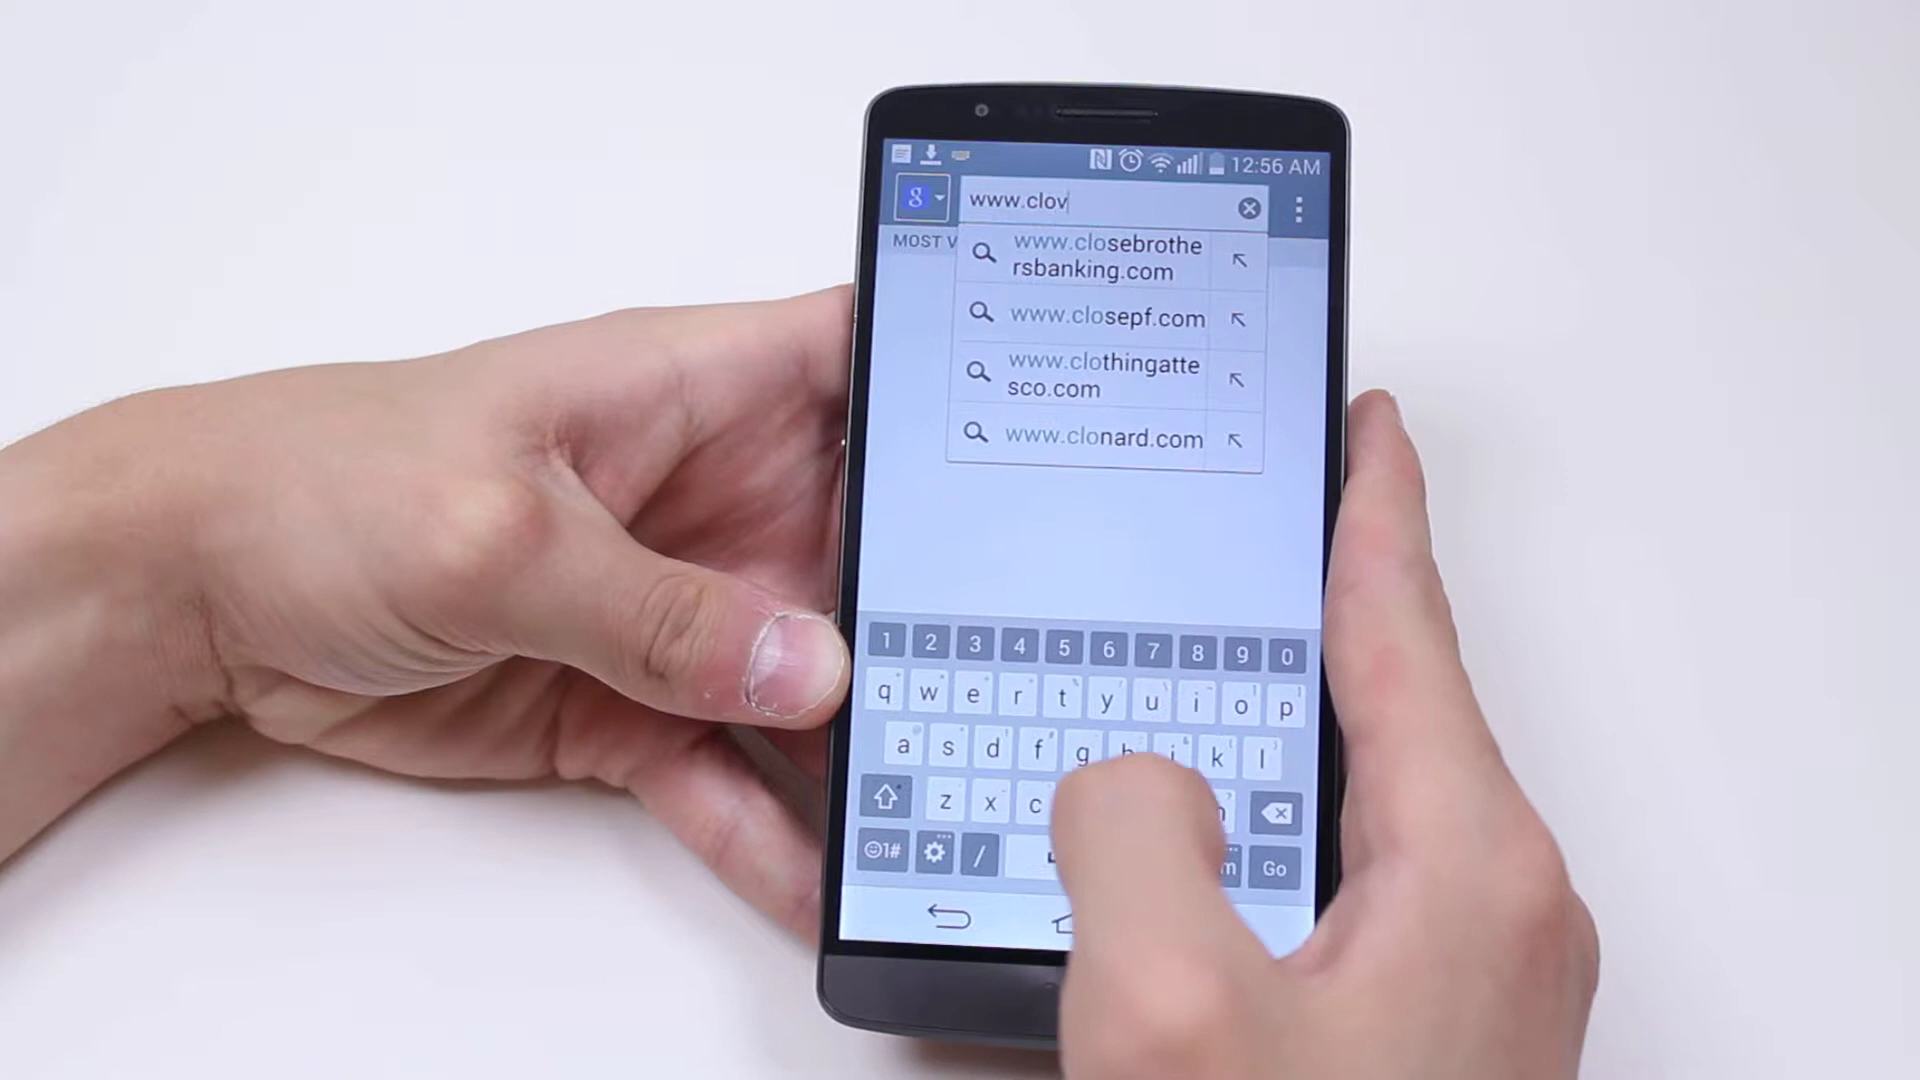 12:56 AM
g www.clov
MOST V
www.closebrothe
rsbanking.com
www.closepf.com
www.clothingatte
sco.com
www.clonard.com
1 2 3 4 5 6 7 8 9 0
q w e r t y u i o p
a s d f g h j k l
z x c
1# / m Go